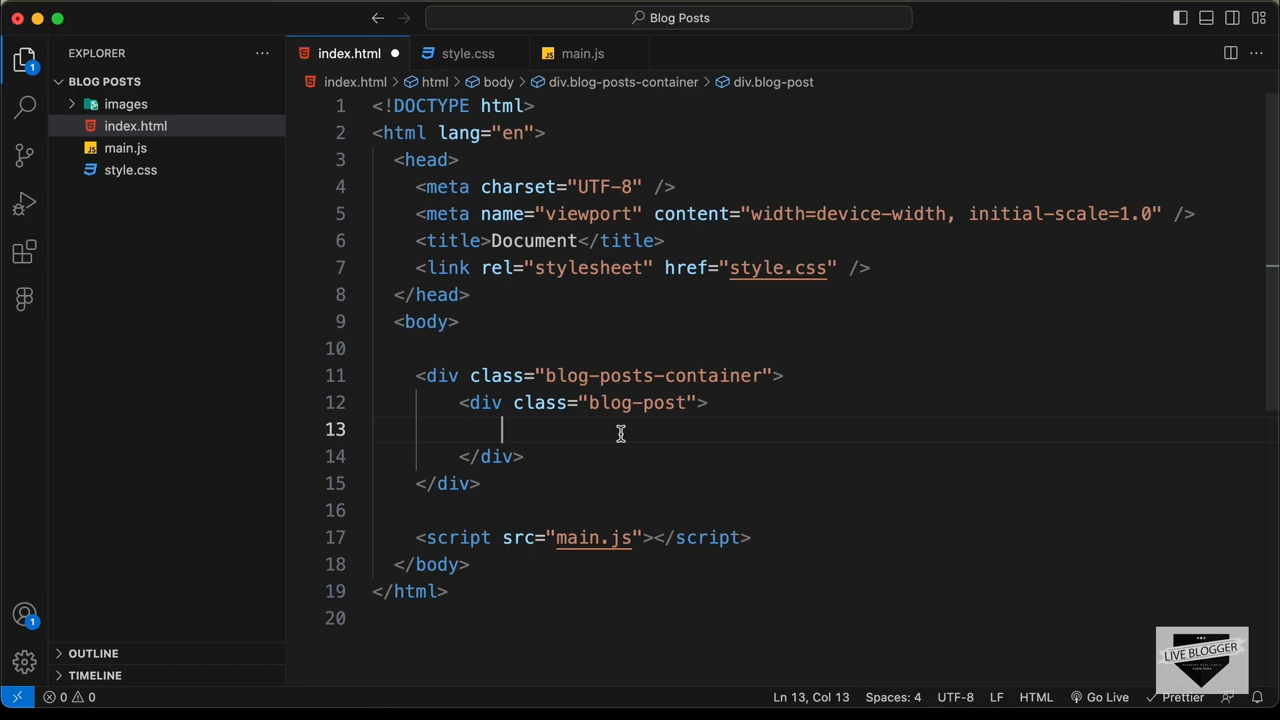 Blog Posts
EXPLORER
index.html
style.css
main.js
BLOG POSTS
index.html > html > body > div.blog-posts-container > div.blog-post
images
index.html
main.js
style.css
1 <!DOCTYPE html>
2 <html lang="en">
3 <head>
4 <meta charset="UTF-8" />
5 <meta name="viewport" content="width=device-width, initial-scale=1.0" />
6 <title>Document</title>
7 <link rel="stylesheet" href="style.css" />
8 </head>
9 <body>
10
11 <div class="blog-posts-container">
12 <div class="blog-post">
13
14 </div>
15 </div>
16
17 <script src="main.js"></script>
18 </body>
19 </html>
20
1
1
OUTLINE
TIMELINE
LIVE BLOGGER
0 0
Ln 13, Col 13
Spaces: 4
UTF-8
LF
HTML
Go Live
Prettier